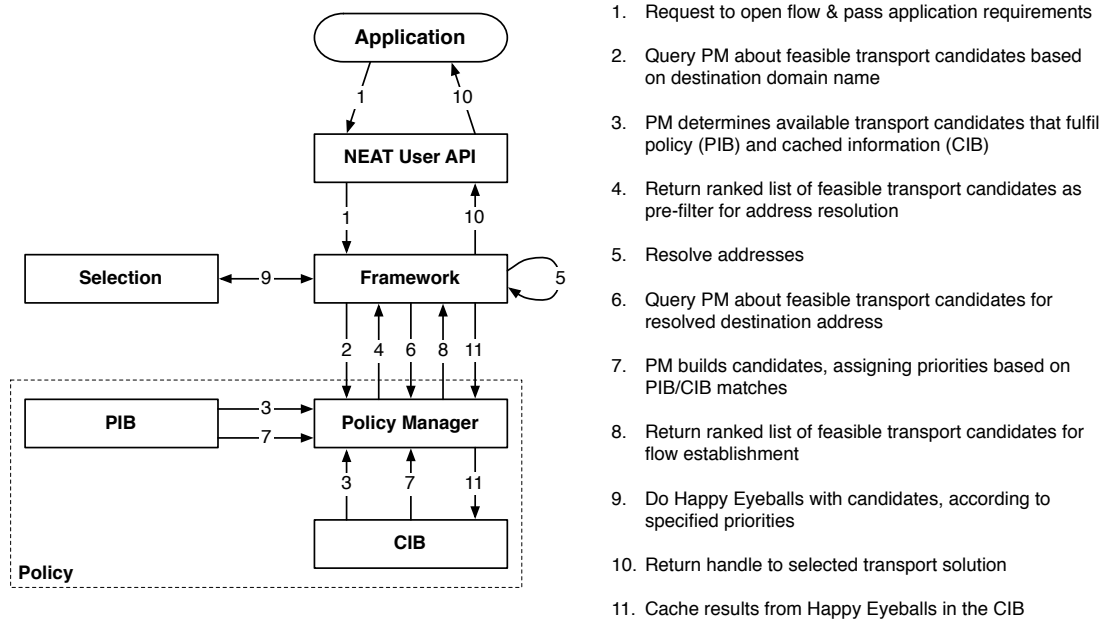 Application
1
10
NEAT User API
1
10
Selection
9
Framework
5
2
4
6
8
11
PIB
3
7
Policy Manager
3
7
11
CIB
Policy
1. Request to open flow & pass application requirements
2. Query PM about feasible transport candidates based
on destination domain name
3. PM determines available transport candidates that fulfil
policy (PIB) and cached information (CIB)
4. Return ranked list of feasible transport candidates as
pre-filter for address resolution
5. Resolve addresses
6. Query PM about feasible transport candidates for
resolved destination address
7. PM builds candidates, assigning priorities based on
PIB/CIB matches
8. Return ranked list of feasible transport candidates for
flow establishment
9. Do Happy Eyeballs with candidates, according to
specified priorities
10. Return handle to selected transport solution
11. Cache results from Happy Eyeballs in the CIB